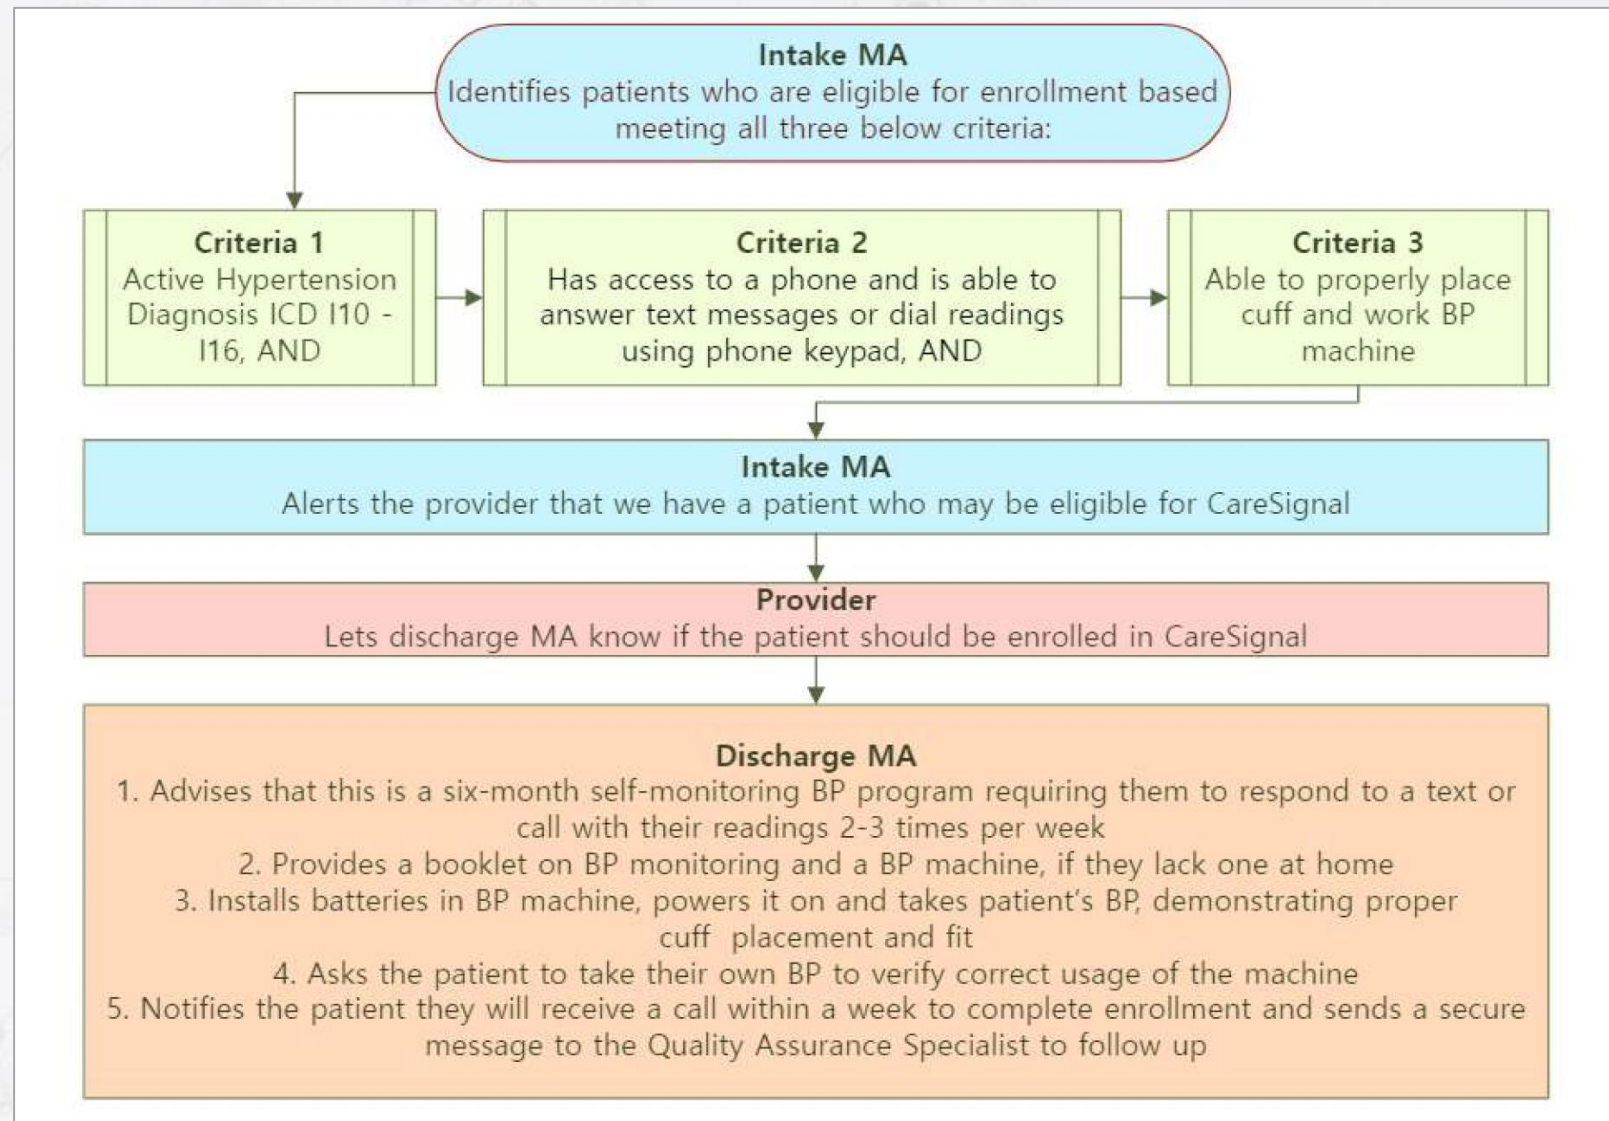 Intake MA
Identifies patients who are eligible for enrollment based
meeting all three below criteria:
Criteria 1
Active Hypertension
Diagnosis ICD I10 -
I16, AND
Criteria 2
Has access to a phone and is able to
answer text messages or dial readings
using phone keypad, AND
Criteria 3
Able to properly place
cuff and work BP
machine
Intake MA
Alerts the provider that we have a patient who may be eligible for CareSignal
Provider
Lets discharge MA know if the patient should be enrolled in CareSignal
Discharge MA
1. Advises that this is a six-month self-monitoring BP program requiring them to respond to a text or
call with their readings 2-3 times per week
2. Provides a booklet on BP monitoring and a BP machine, if they lack one at home
3. Installs batteries in BP machine, powers it on and takes patient's BP, demonstrating proper
cuff placement and fit
4. Asks the patient to take their own BP to verify correct usage of the machine
5. Notifies the patient they will receive a call within a week to complete enrollment and sends a secure
message to the Quality Assurance Specialist to follow up